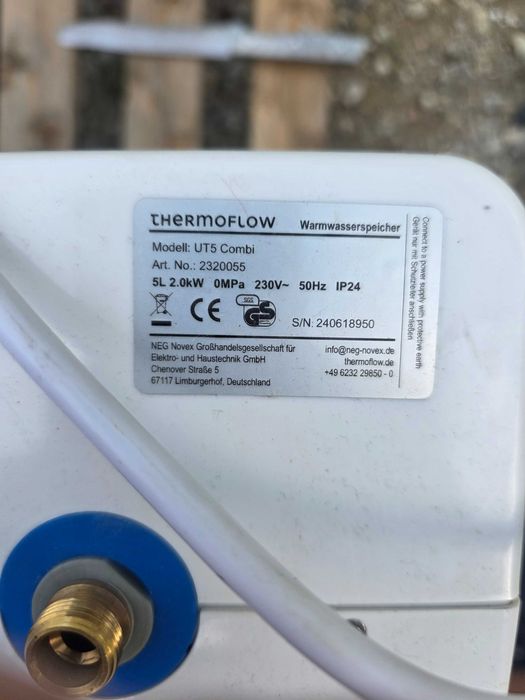 tHERMOFLOW Warmwasserspeicher
Modell: UT5 Combi
Art. No.: 2320055
5L 2.0kW 0MPa 230V~ 50Hz IP24
CE SGS GS
S/N: 240618950
NEG Novex Großhandelsgesellschaft für
Elektro- und Haustechnik GmbH
Chenover Straße 5
67117 Limburgerhof, Deutschland
info@neg-novex.de
thermoflow.de
+49 6232 29850 - 0
Connect to a power supply with protective earth
Gerät nur mit Schutzleiter anschließen